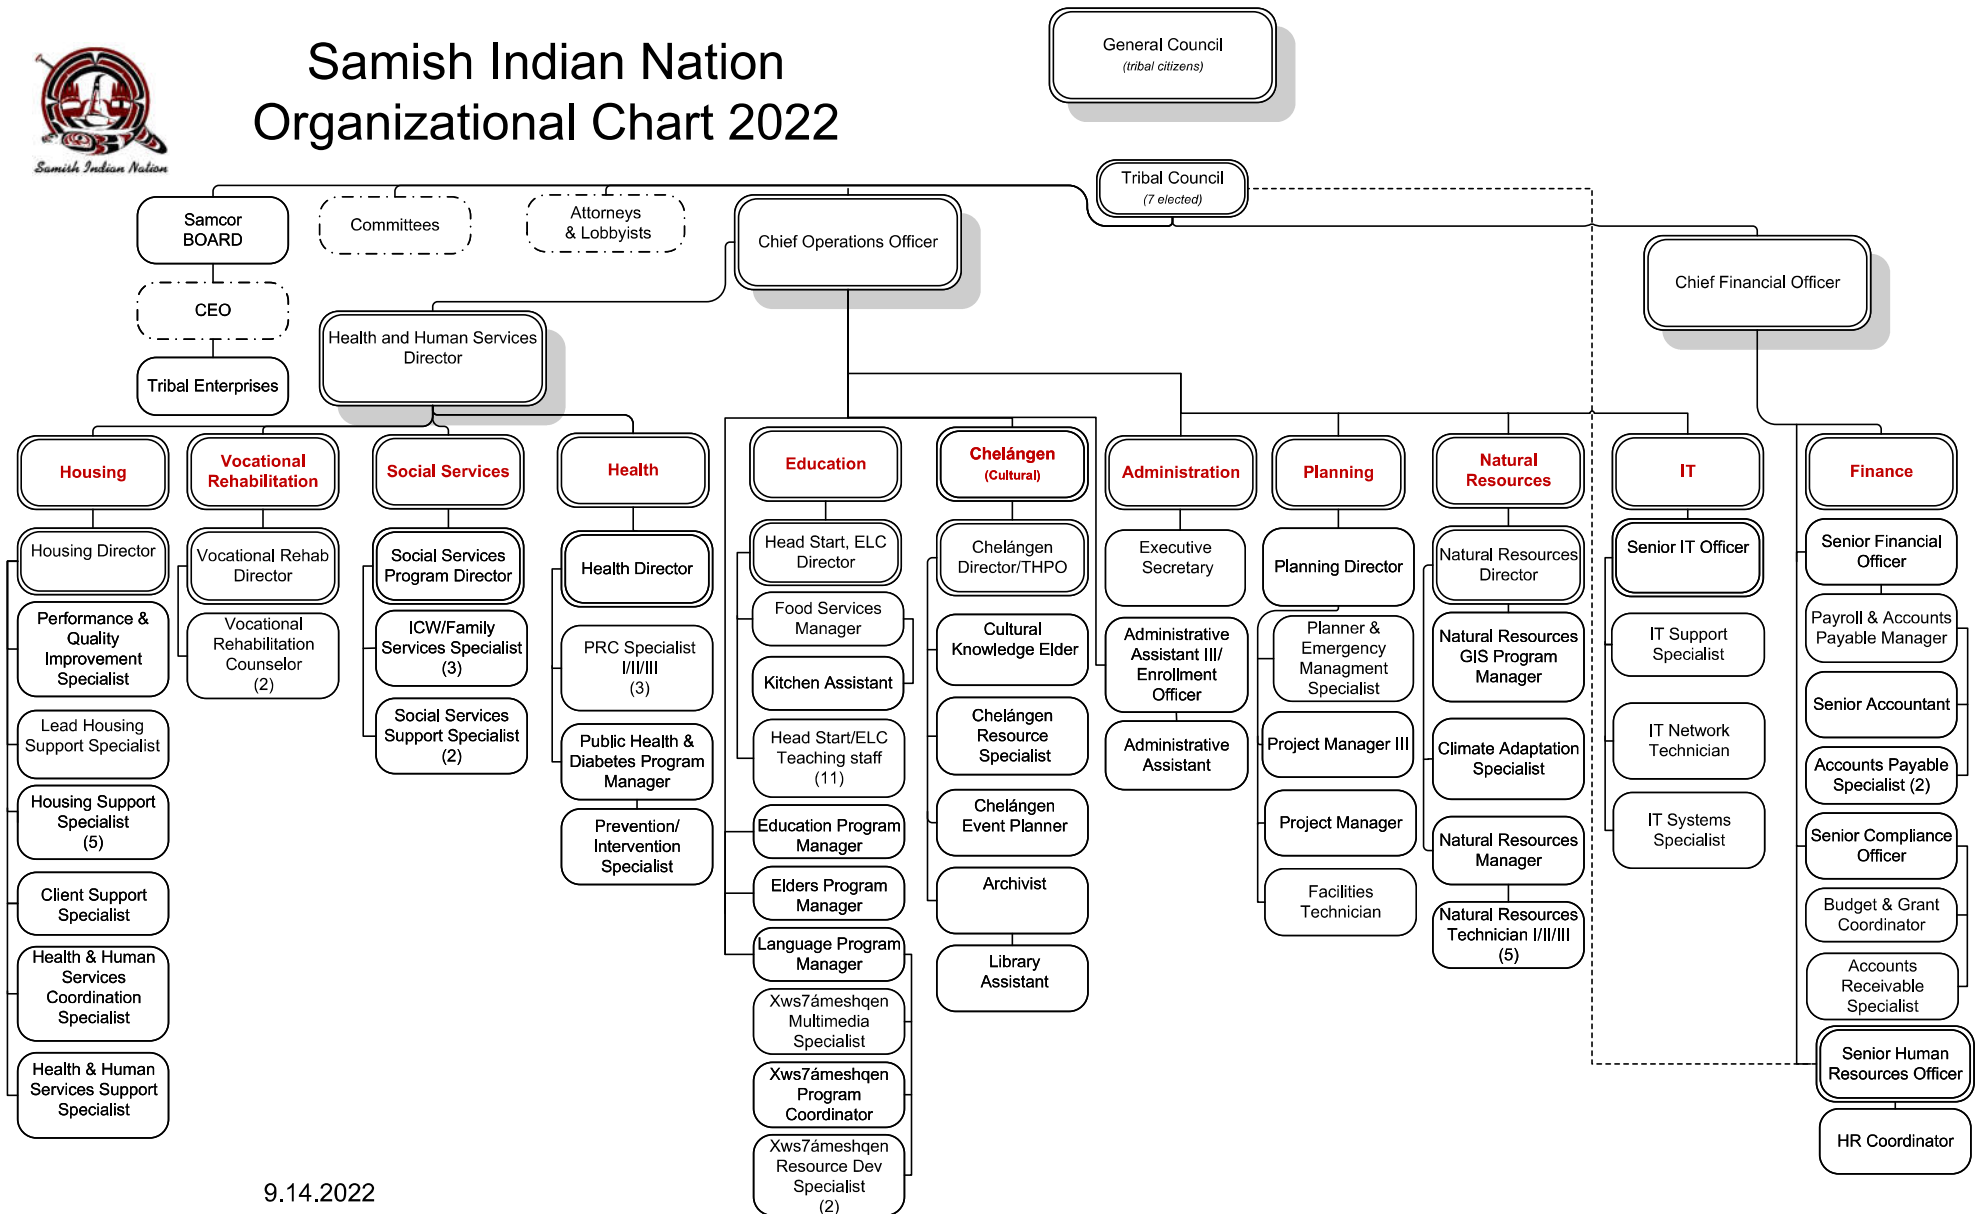 Samish Indian Nation
Organizational Chart 2022
Samish Indian Nation
General Council
(tribal citizens)
Tribal Council
(7 elected)
Samcor
BOARD
Committees
Attorneys
& Lobbyists
Chief Operations Officer
Chief Financial Officer
CEO
Tribal Enterprises
Health and Human Services
Director
Housing
Housing Director
Performance &
Quality
Improvement
Specialist
Lead Housing
Support Specialist
Housing Support
Specialist
(5)
Client Support
Specialist
Health & Human
Services
Coordination
Specialist
Health & Human
Services Support
Specialist
Vocational
Rehabilitation
Vocational Rehab
Director
Vocational
Rehabilitation
Counselor
(2)
Social Services
Social Services
Program Director
ICW/Family
Services Specialist
(3)
Social Services
Support Specialist
(2)
Health
Health Director
PRC Specialist
I/II/III
(3)
Public Health &
Diabetes Program
Manager
Prevention/
Intervention
Specialist
Education
Head Start, ELC
Director
Food Services
Manager
Kitchen Assistant
Head Start/ELC
Teaching staff
(11)
Education Program
Manager
Elders Program
Manager
Language Program
Manager
Xws7ámeshqen
Multimedia
Specialist
Xws7ámeshqen
Program
Coordinator
Xws7ámeshqen
Resource Dev
Specialist
(2)
Chelángen
(Cultural)
Chelángen
Director/THPO
Cultural
Knowledge Elder
Chelángen
Resource
Specialist
Chelángen
Event Planner
Archivist
Library
Assistant
Administration
Executive
Secretary
Administrative
Assistant III/
Enrollment
Officer
Administrative
Assistant
Planning
Planning Director
Planner &
Emergency
Managment
Specialist
Project Manager III
Project Manager
Facilities
Technician
Natural
Resources
Natural Resources
Director
Natural Resources
GIS Program
Manager
Climate Adaptation
Specialist
Natural Resources
Manager
Natural Resources
Technician I/II/III
(5)
IT
Senior IT Officer
IT Support
Specialist
IT Network
Technician
IT Systems
Specialist
Finance
Senior Financial
Officer
Payroll & Accounts
Payable Manager
Senior Accountant
Accounts Payable
Specialist (2)
Senior Compliance
Officer
Budget & Grant
Coordinator
Accounts
Receivable
Specialist
Senior Human
Resources Officer
HR Coordinator
9.14.2022